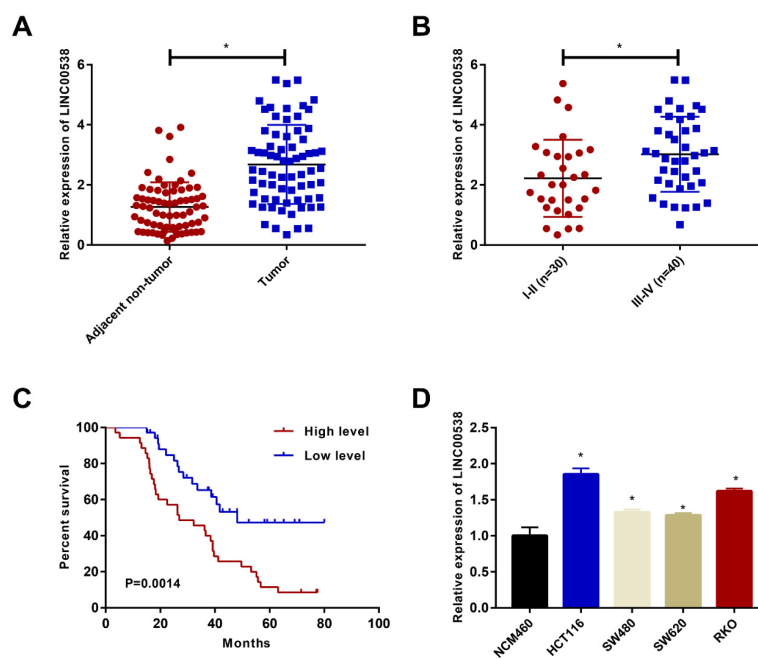 A
Relative expression of LINC00538
6
4
2
0
*
Adjacent non-tumor
Tumor
B
Relative expression of LINC00538
6
4
2
0
*
I-II (n=30)
III-IV (n=40)
C
Percent survival
100
80
60
40
20
0
High level
Low level
P=0.0014
0 20 40 60 80 100
Months
D
Relative expression of LINC00538
2.5
2.0
1.5
1.0
0.5
0.0
*
*
*
*
NCM460
HCT116
SW480
SW620
RKO